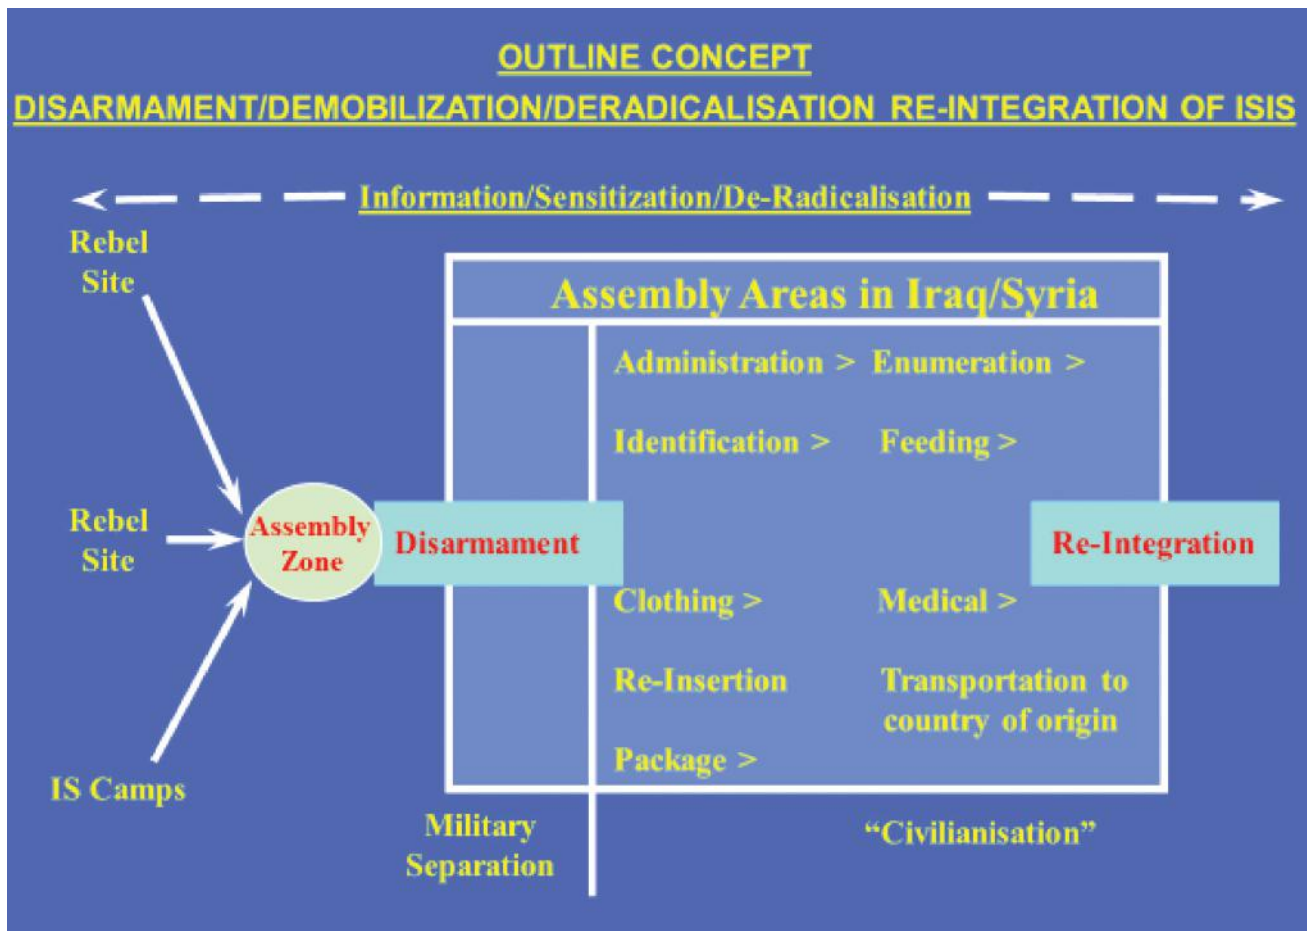 OUTLINE CONCEPT
DISARMAMENT/DEMOBILIZATION/DERADICALISATION RE-INTEGRATION OF ISIS
Information/Sensitization/De-Radicalisation
Rebel
Site
Assembly Areas in Iraq/Syria
Administration > Enumeration >
Identification > Feeding >
Rebel
Site
Assembly
Zone
Disarmament
Re-Integration
Clothing > Medical >
Re-Insertion
Transportation to
country of origin
Package >
IS Camps
Military
Separation
“Civilianisation”